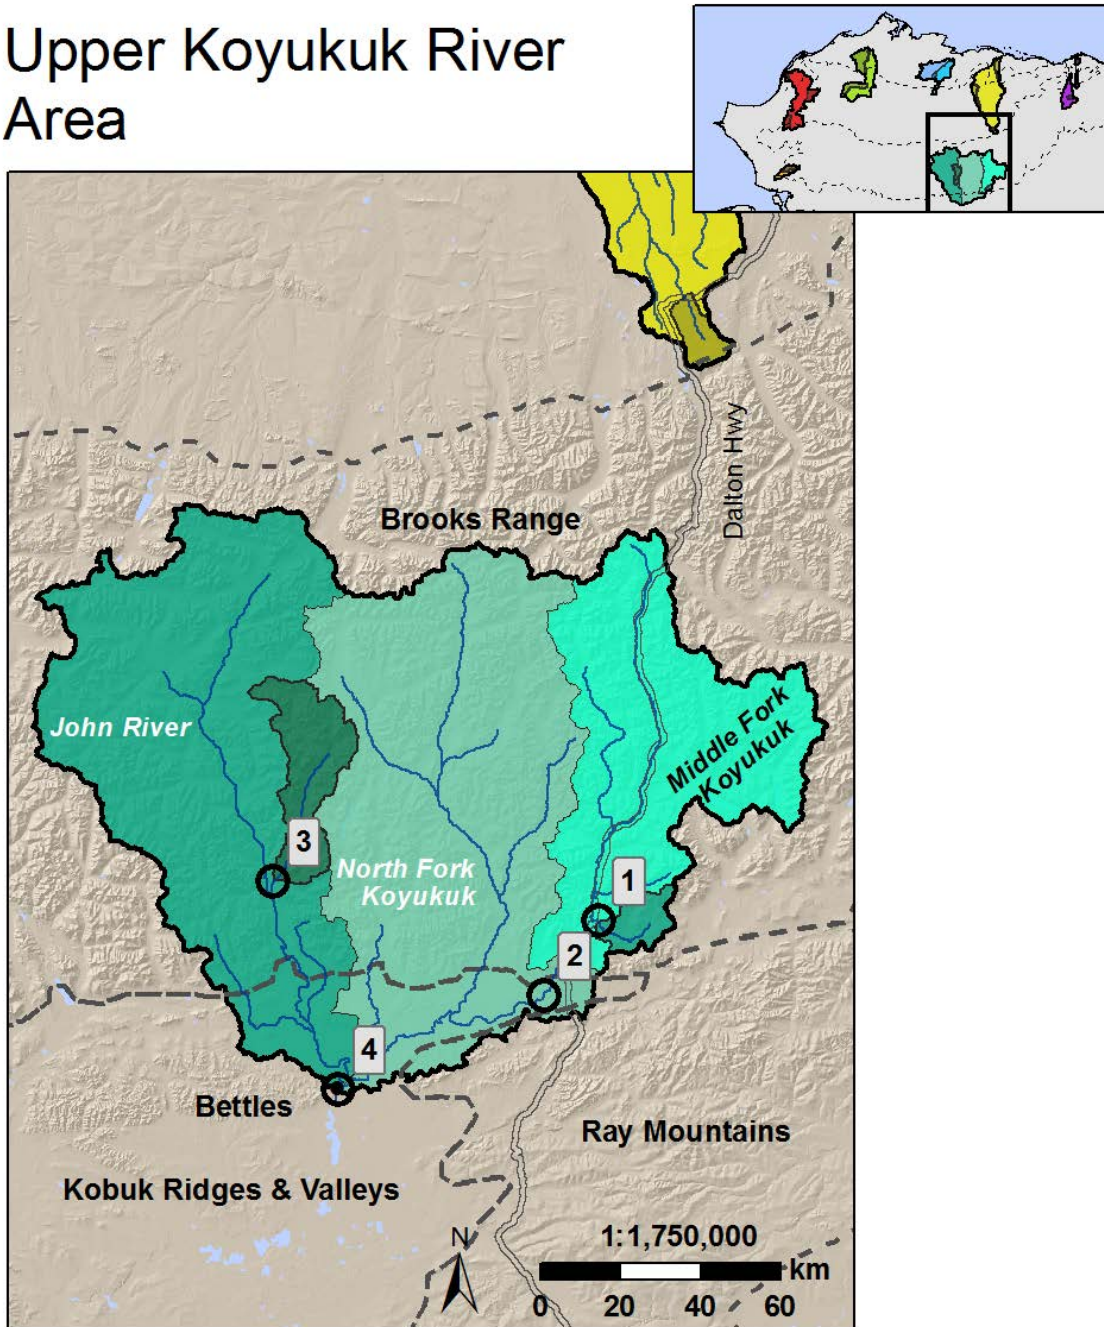 Upper Koyukuk River
Area
Dalton Hwy
Brooks Range
John River
Middle Fork
Koyukuk
3
North Fork
Koyukuk
1
2
4
Bettles
Ray Mountains
Kobuk Ridges & Valleys
N
1:1,750,000
km
0 20 40 60